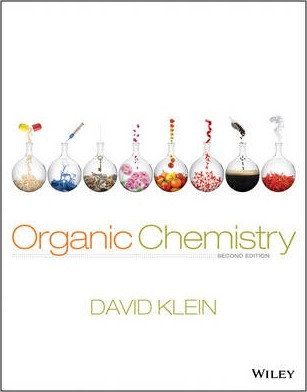 Organic Chemistry
SECOND EDITION
DAVID KLEIN
WILEY